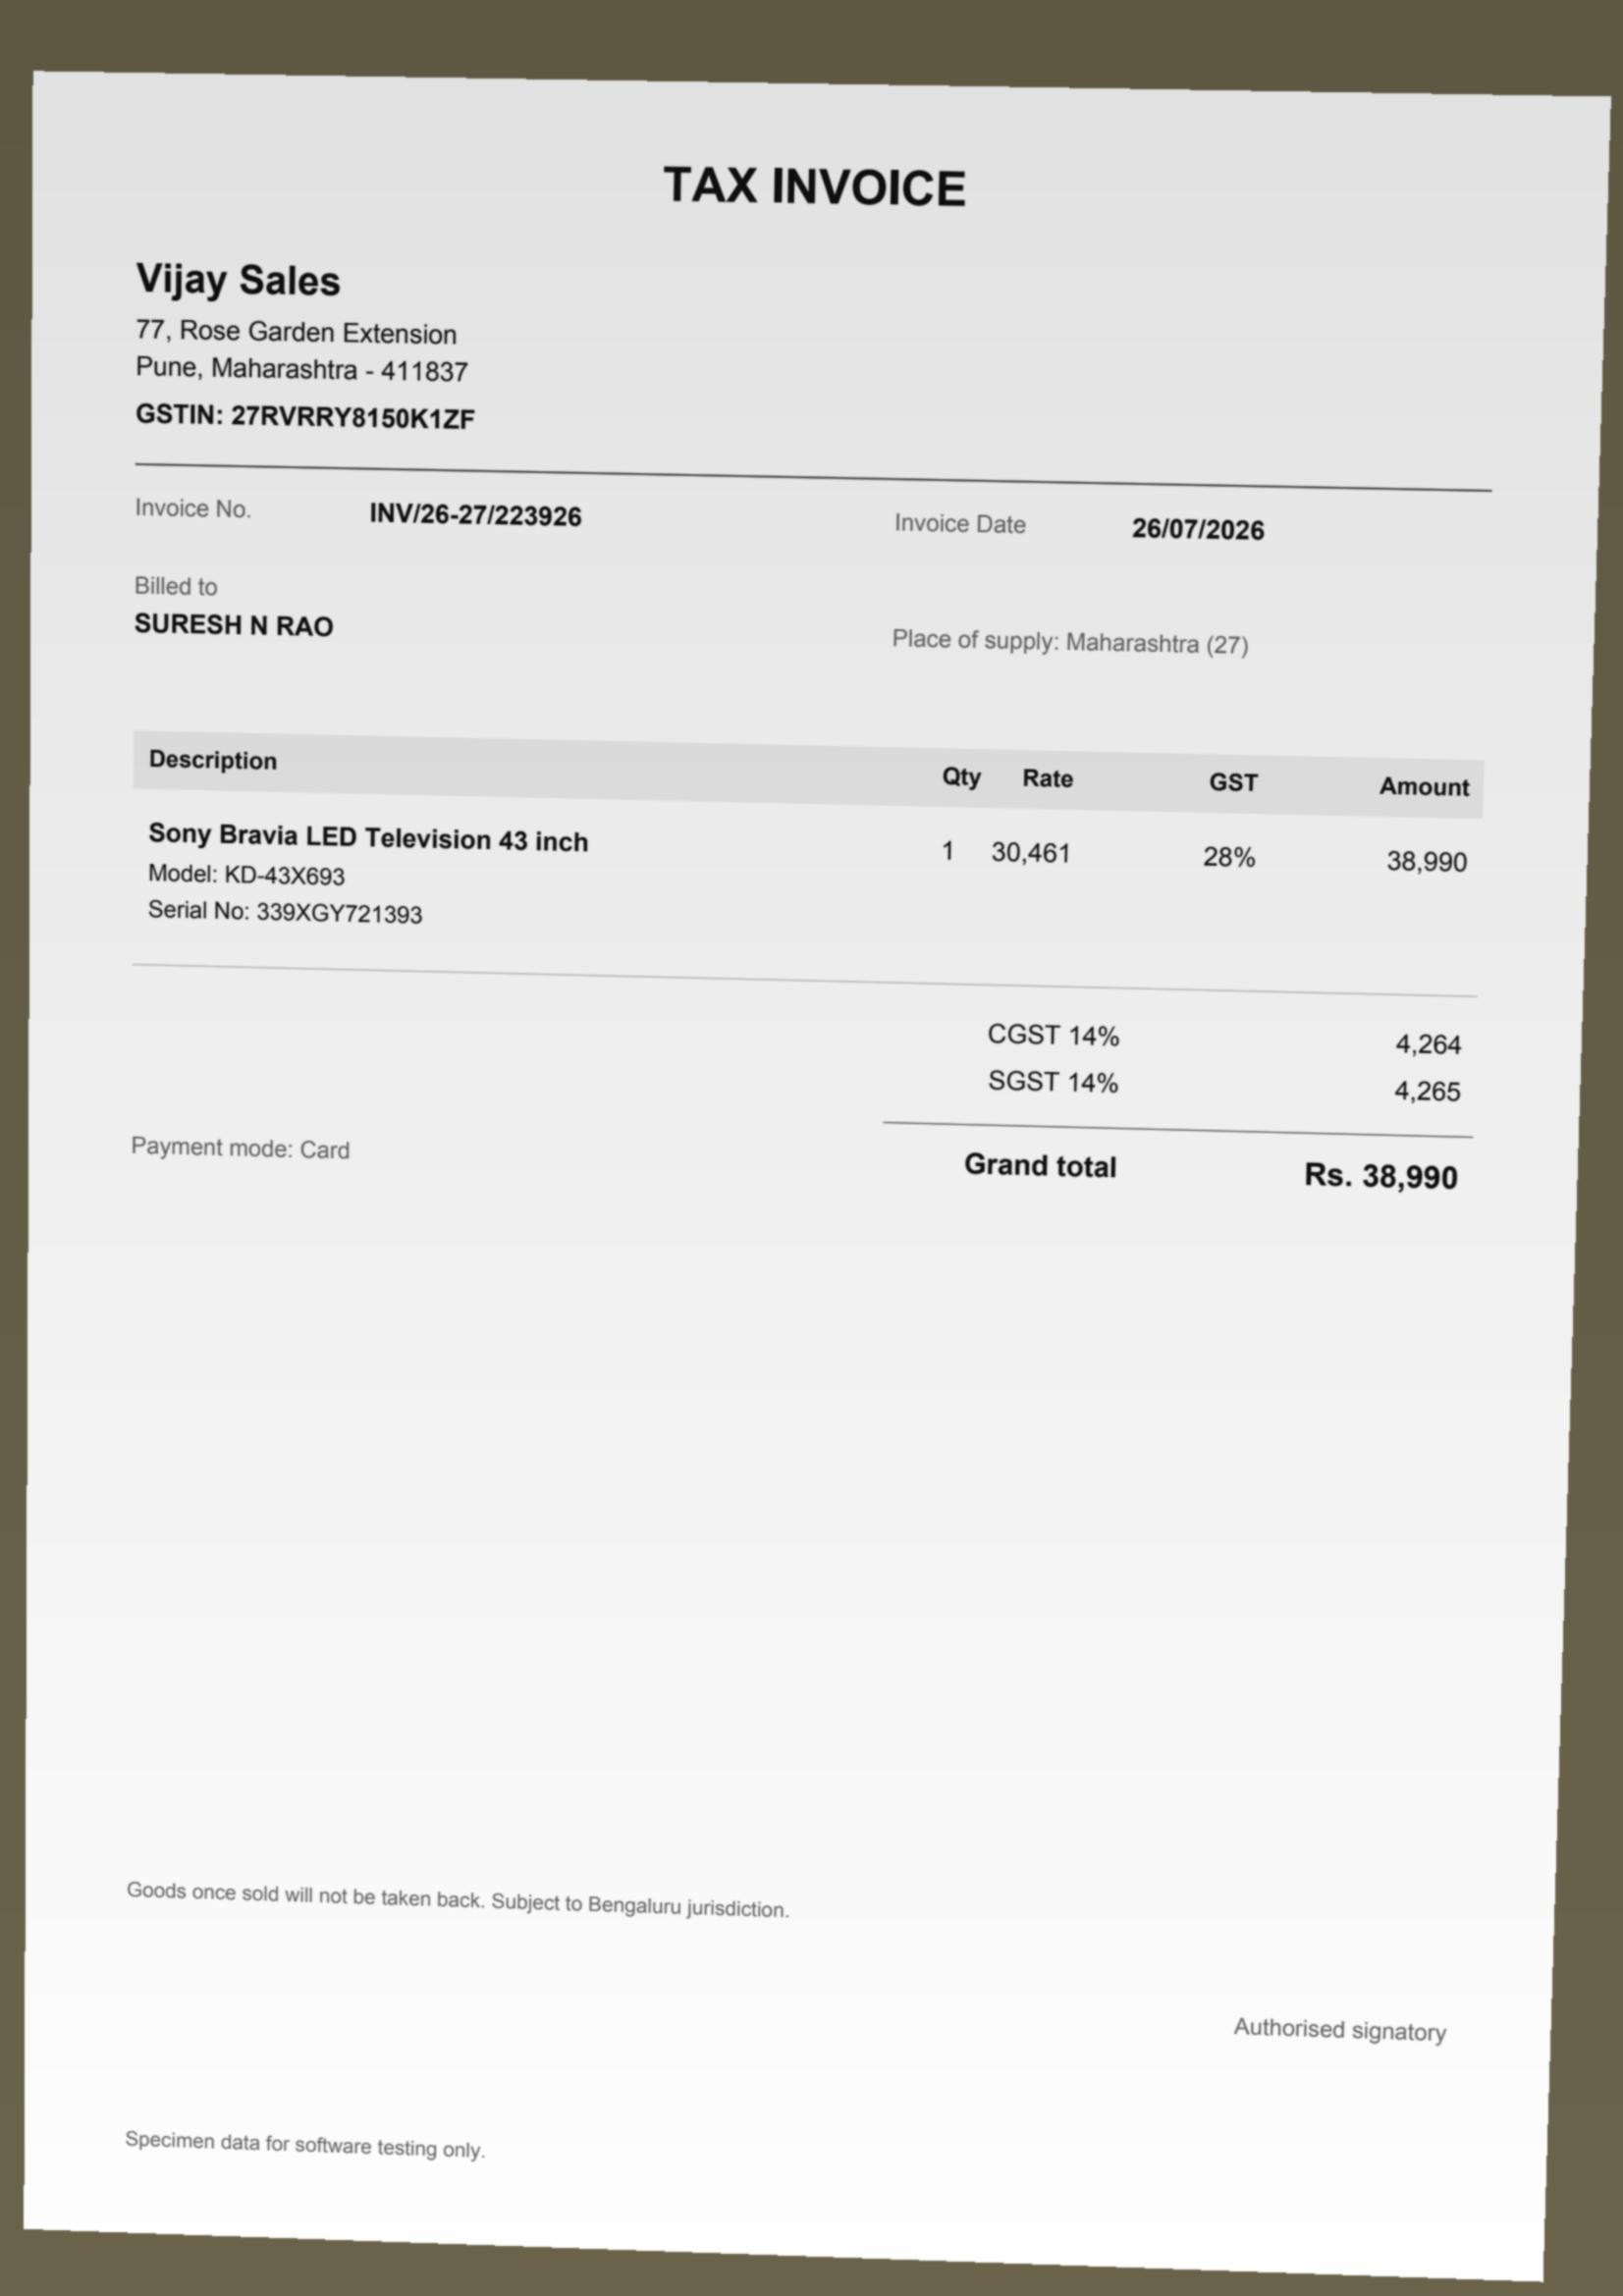 TAX INVOICE
Vijay Sales
77, Rose Garden Extension
Pune, Maharashtra - 411837
GSTIN: 27RVRRY8150K1ZF
Invoice No. INV/26-27/223926 Invoice Date 26/07/2026
Billed to
SURESH N RAO
Place of supply: Maharashtra (27)
Description Qty Rate GST Amount
Sony Bravia LED Television 43 inch 1 30,461 28% 38,990
Model: KD-43X693
Serial No: 339XGY721393
CGST 14% 4,264
SGST 14% 4,265
Payment mode: Card Grand total Rs. 38,990
Goods once sold will not be taken back. Subject to Bengaluru jurisdiction.
Authorised signatory
Specimen data for software testing only.